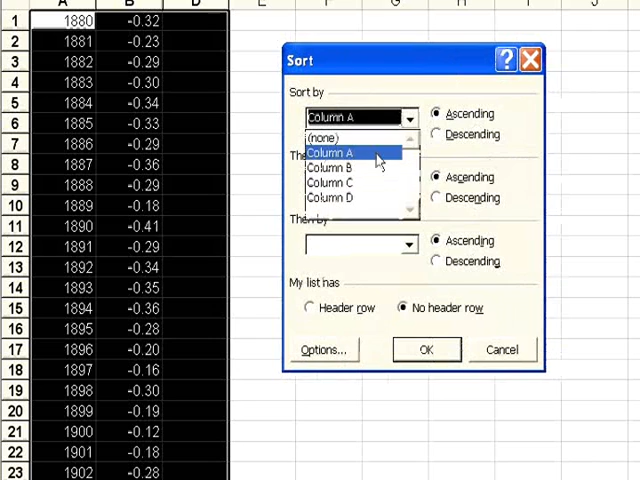 A B D E F G H I J
1 1880 -0.32
2 1881 -0.23
3 1882 -0.29
4 1883 -0.30
5 1884 -0.34
6 1885 -0.33
7 1886 -0.29
8 1887 -0.36
9 1888 -0.29
10 1889 -0.18
11 1890 -0.41
12 1891 -0.29
13 1892 -0.34
14 1893 -0.35
15 1894 -0.36
16 1895 -0.28
17 1896 -0.20
18 1897 -0.16
19 1898 -0.30
20 1899 -0.19
21 1900 -0.12
22 1901 -0.18
23 1902 -0.28
Sort
Sort by
Column A
Ascending
Descending
(none)
Column A
Column B
Column C
Column D
Ascending
Descending
Then by
Ascending
Descending
My list has
Header row No header row
Options... OK Cancel